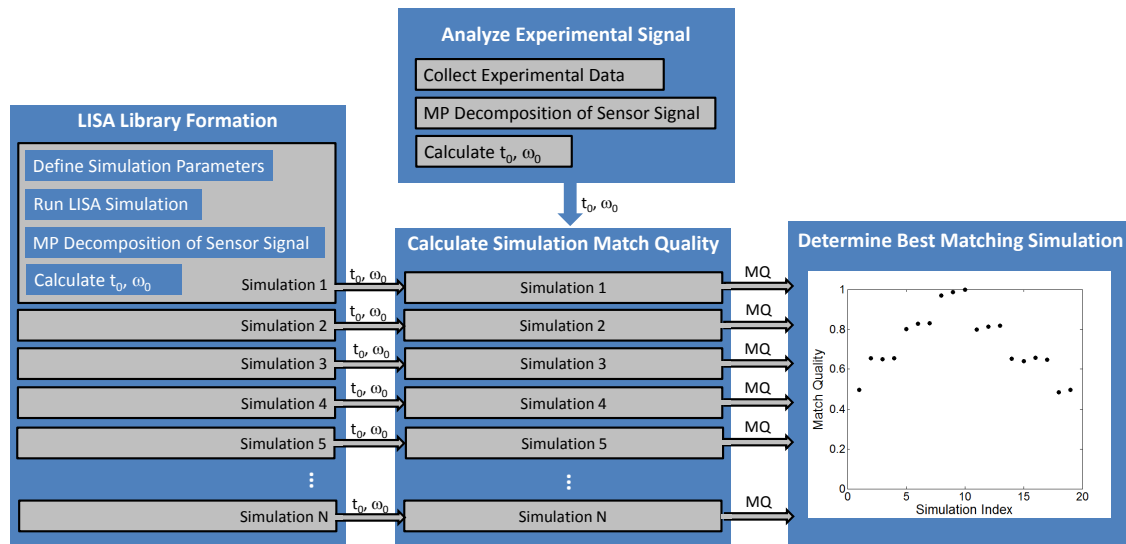 Analyze Experimental Signal
Collect Experimental Data
MP Decomposition of Sensor Signal
Calculate t₀, ω₀
t₀, ω₀
LISA Library Formation
Define Simulation Parameters
Run LISA Simulation
MP Decomposition of Sensor Signal
Calculate t₀, ω₀
Simulation 1
Simulation 2
Simulation 3
Simulation 4
Simulation 5
...
Simulation N
t₀, ω₀
t₀, ω₀
t₀, ω₀
t₀, ω₀
t₀, ω₀
t₀, ω₀
Calculate Simulation Match Quality
Simulation 1
Simulation 2
Simulation 3
Simulation 4
Simulation 5
...
Simulation N
MQ
MQ
MQ
MQ
MQ
MQ
Determine Best Matching Simulation
Match Quality
1
0.8
0.6
0.4
0.2
0
0 5 10 15 20
Simulation Index